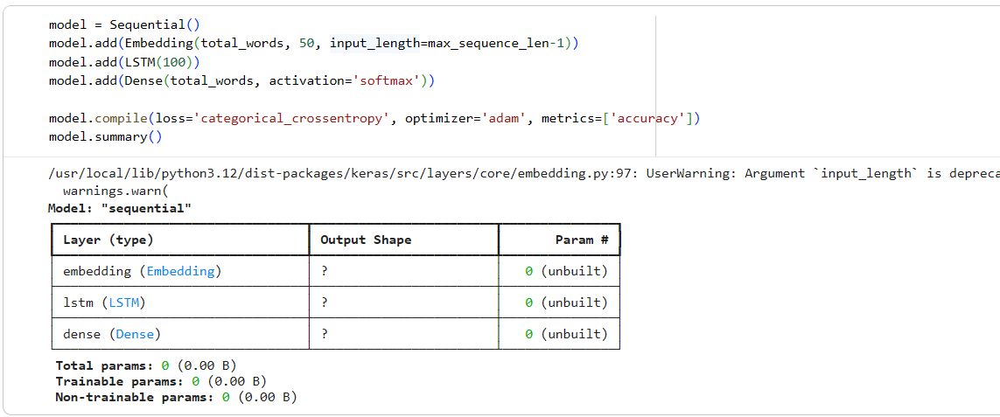 model = Sequential()
model.add(Embedding(total_words, 50, input_length=max_sequence_len-1))
model.add(LSTM(100))
model.add(Dense(total_words, activation='softmax'))
model.compile(loss='categorical_crossentropy', optimizer='adam', metrics=['accuracy'])
model.summary()
/usr/local/lib/python3.12/dist-packages/keras/src/layers/core/embedding.py:97: UserWarning: Argument `input_length` is depreca
warnings.warn(
Model: "sequential"
Layer (type) Output Shape Param #
embedding (Embedding) ? 0 (unbuilt)
lstm (LSTM) ? 0 (unbuilt)
dense (Dense) ? 0 (unbuilt)
Total params: 0 (0.00 B)
Trainable params: 0 (0.00 B)
Non-trainable params: 0 (0.00 B)